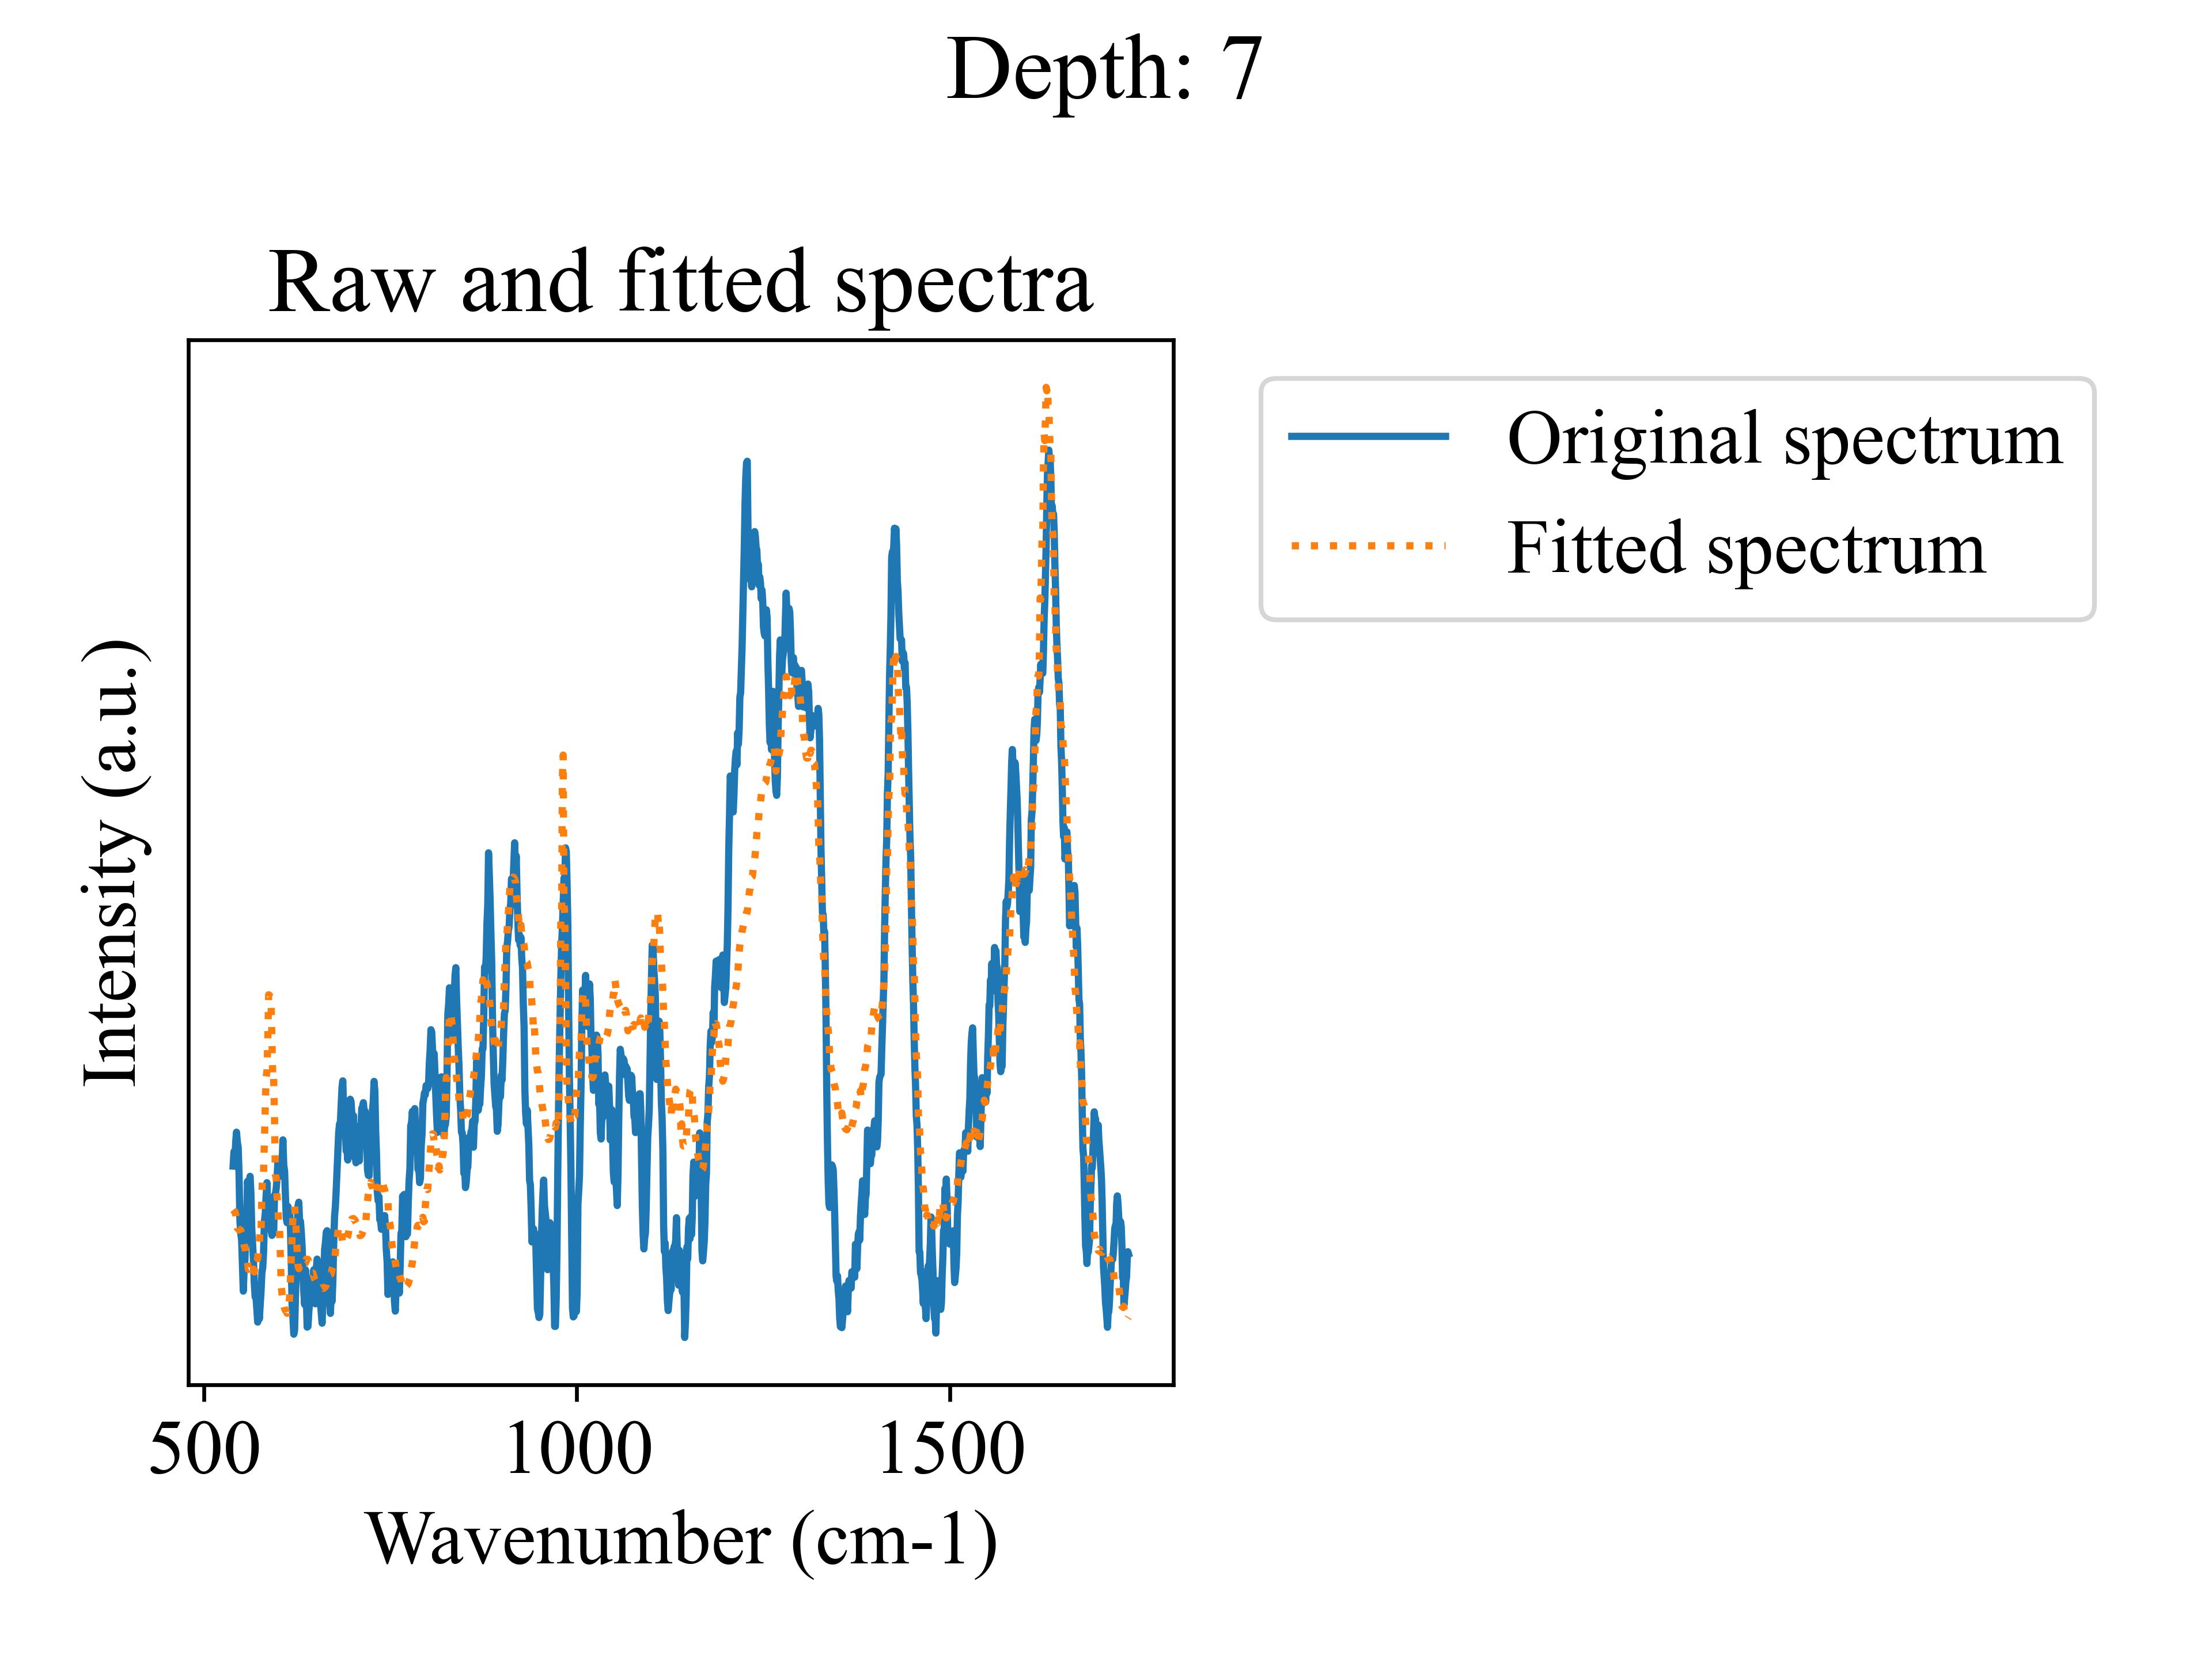 Depth: 7
Raw and fitted spectra
Original spectrum
Fitted spectrum
Intensity (a.u.)
500 1000 1500
Wavenumber (cm-1)